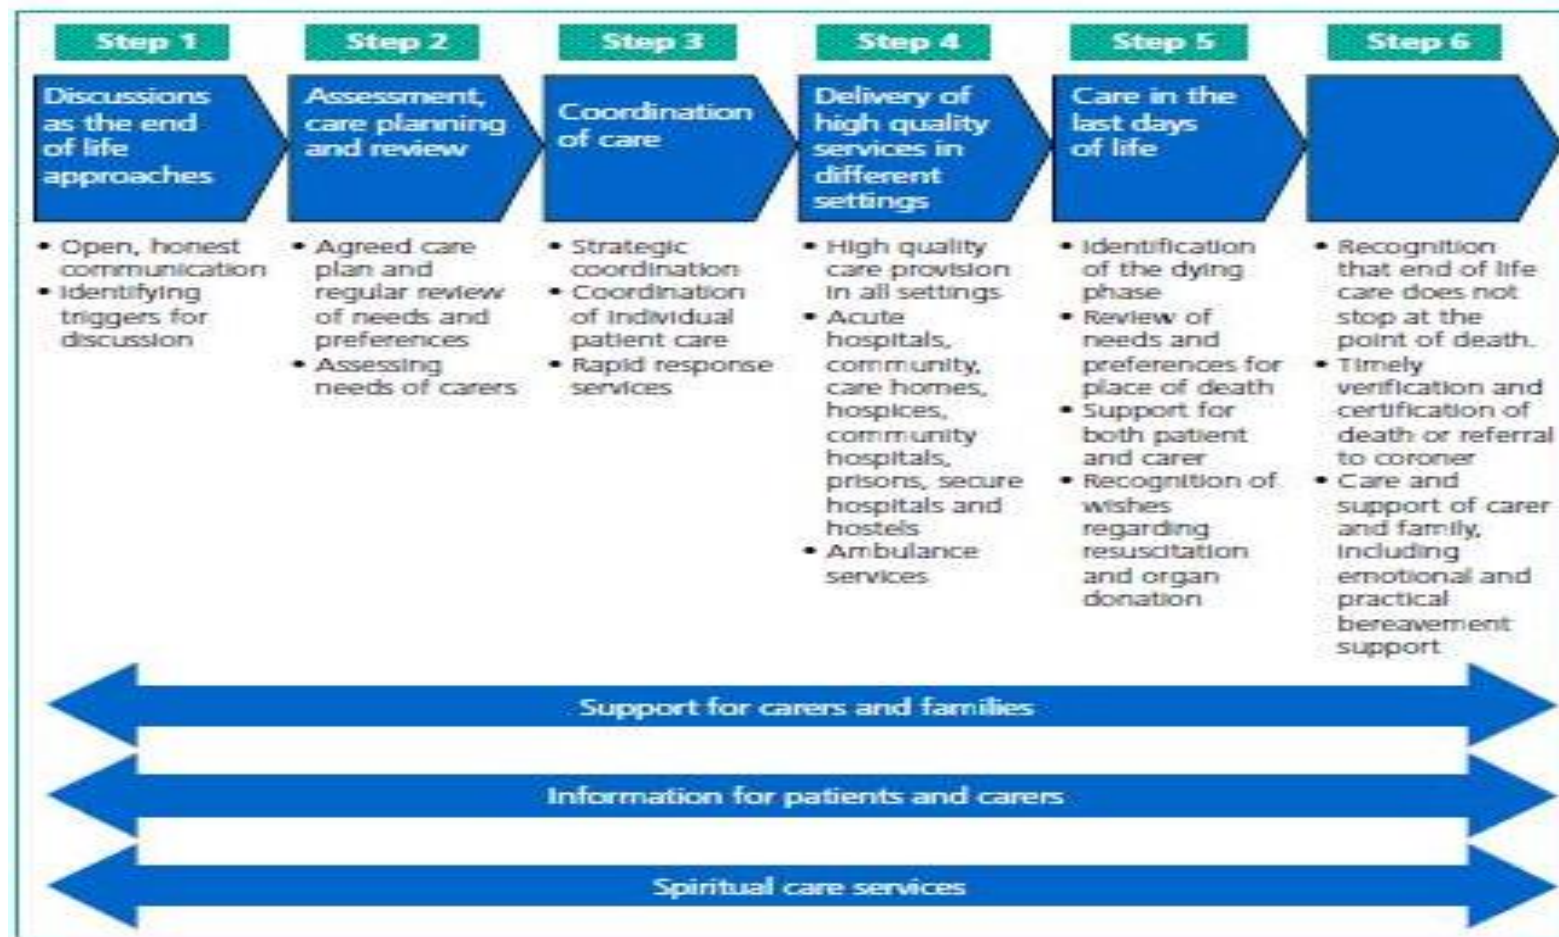 Step 1
Step 2
Step 3
Step 4
Step 5
Step 6
Discussions
as the end
of life
approaches
Assessment,
care planning
and review
Coordination
of care
Delivery of
high quality
services in
different
settings
Care in the
last days
of life
• Open, honest
communication
• Identifying
triggers for
discussion
• Agreed care
plan and
regular review
of needs and
preferences
• Assessing
needs of carers
• Strategic
coordination
• Coordination
of individual
patient care
• Rapid response
services
• High quality
care provision
in all settings
• Acute
hospitals,
community,
care homes,
hospices,
community
hospitals,
prisons, secure
hospitals and
hostels
• Ambulance
services
• Identification
of the dying
phase
• Review of
needs and
preferences for
place of death
• Support for
both patient
and carer
• Recognition of
wishes
regarding
resuscitation
and organ
donation
• Recognition
that end of life
care does not
stop at the
point of death.
• Timely
verification and
certification of
death or referral
to coroner
• Care and
support of carer
and family,
including
emotional and
practical
bereavement
support
Support for carers and families
Information for patients and carers
Spiritual care services